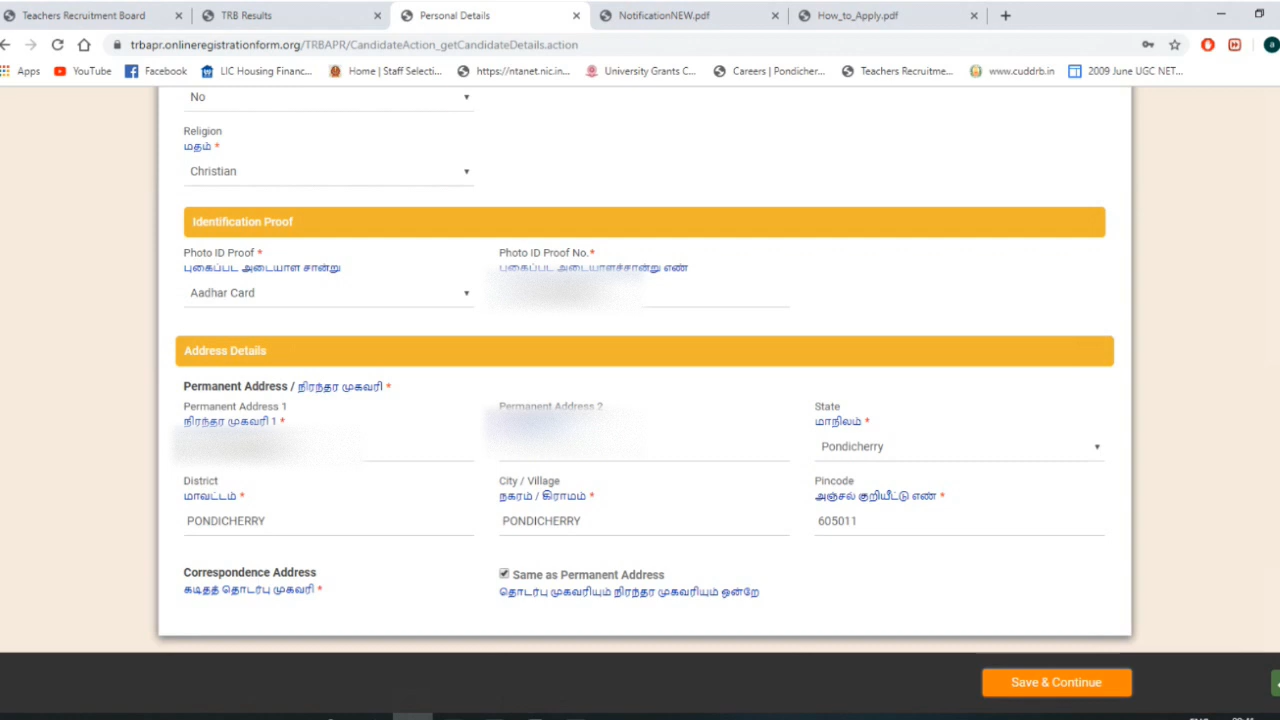 Teachers Recruitment Board
TRB Results
Personal Details
NotificationNEW.pdf
How_to_Apply.pdf
trbapr.onlineregistrationform.org/TRBAPR/CandidateAction_getCandidateDetails.action
Apps
YouTube
Facebook
LIC Housing Financ...
Home | Staff Selecti...
https://ntanet.nic.in...
University Grants C...
Careers | Pondicher...
Teachers Recruitme...
www.cuddrb.in
2009 June UGC NET...
No
Religion
மதம் *
Christian
Identification Proof
Photo ID Proof *
புகைப்பட அடையாள சான்று
Aadhar Card
Photo ID Proof No.*
புகைப்பட அடையாளச்சான்று எண்
Address Details
Permanent Address / நிரந்தர முகவரி *
Permanent Address 1
நிரந்தர முகவரி 1 *
Permanent Address 2
State
மாநிலம் *
Pondicherry
District
மாவட்டம் *
PONDICHERRY
City / Village
நகரம் / கிராமம் *
PONDICHERRY
Pincode
அஞ்சல் குறியீட்டு எண் *
605011
Correspondence Address
கடிதத் தொடர்பு முகவரி *
Same as Permanent Address
தொடர்பு முகவரியும் நிரந்தர முகவரியும் ஒன்றே
Save & Continue